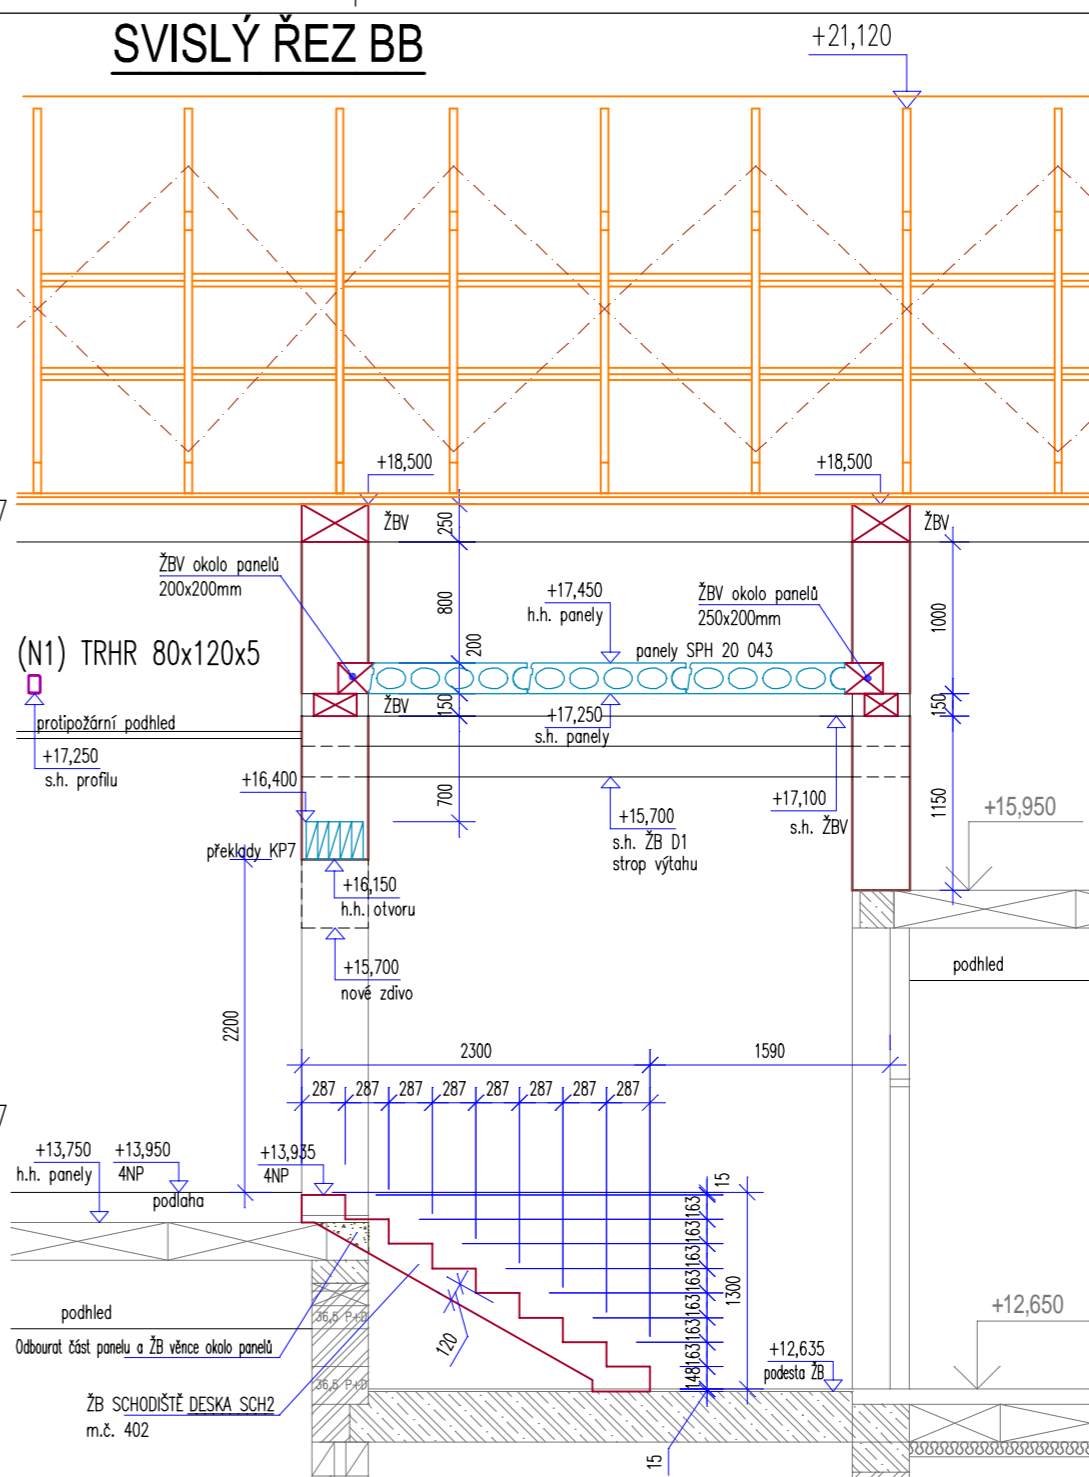 SVISLÝ ŘEZ BB
+21,120
+18,500
+18,500
7
ŽBV
250
ŽBV
ŽBV okolo panelů
200x200mm
+17,450
h.h. panely
ŽBV okolo panelů
250x200mm
800
1000
(N1) TRHR 80x120x5
200
panely SPH 20 043
ŽBV
150
150
protipožární podhled
+17,250
s.h. panely
+17,250
s.h. profilu
+16,400
700
+17,100
s.h. ŽBV
1150
+15,950
+15,700
s.h. ŽB D1
strop výtahu
překlady KP7
+16,150
h.h. otvoru
+15,700
nové zdivo
podhled
2200
2300
1590
287 287 287 287 287 287 287 287
7
+13,750
h.h. panely
+13,950
4NP
+13,935
4NP
podlaha
15
163
163
163
163
163
163
163
148
1300
120
podhled
36,5 P+D
+12,650
Odbourat část panelu a ŽB věnce okolo panelů
+12,635
podesta ŽB
36,5 P+D
ŽB SCHODIŠTĚ DESKA SCH2
m.č. 402
15